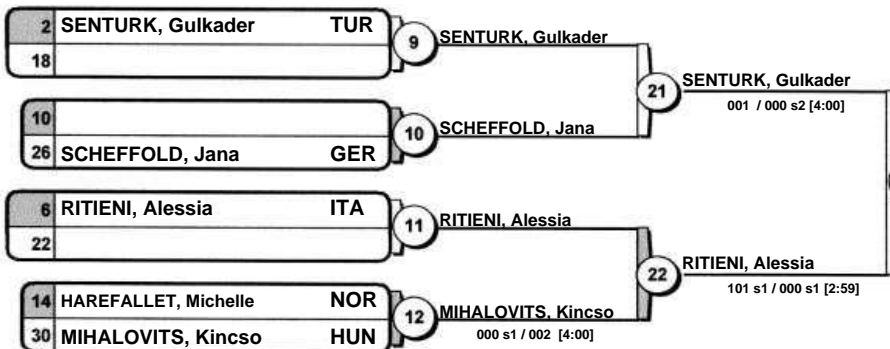 2 SENTURK, Gulkader TUR
18
9
SENTURK, Gulkader
21
SENTURK, Gulkader
001 / 000 s2 [4:00]
10
26 SCHEFFOLD, Jana GER
10
SCHEFFOLD, Jana
6 RITIENI, Alessia ITA
22
11
RITIENI, Alessia
22
RITIENI, Alessia
101 s1 / 000 s1 [2:59]
14 HAREFALLET, Michelle NOR
30 MIHALOVITS, Kincso HUN
12
MIHALOVITS, Kincso
000 s1 / 002 [4:00]